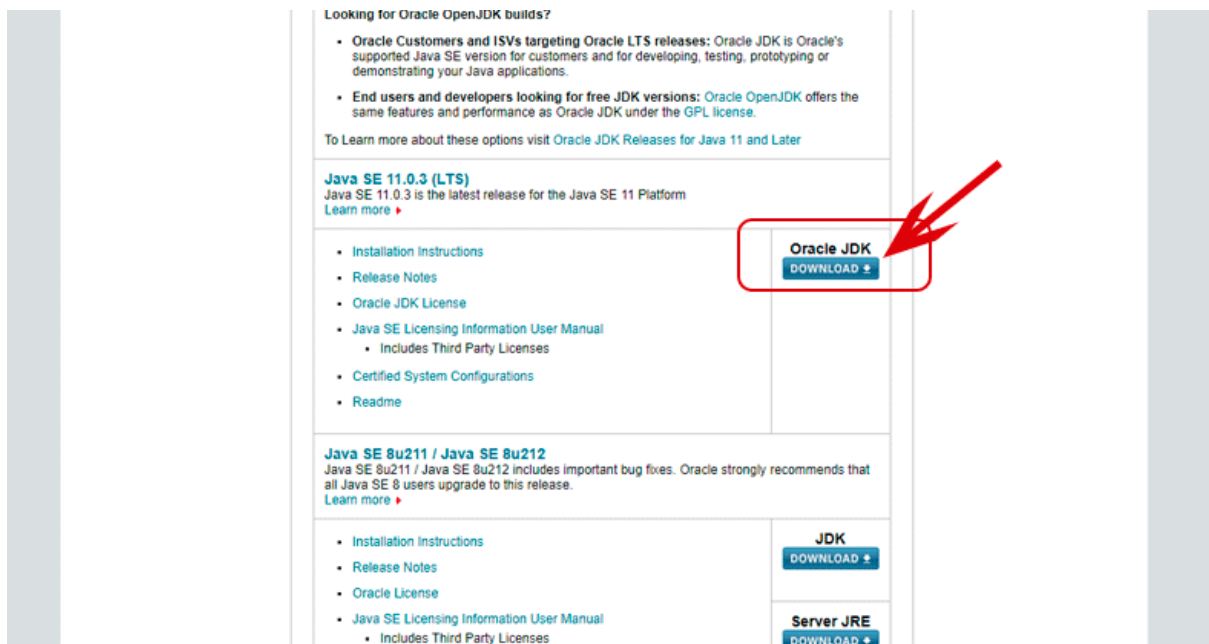 Looking for Oracle OpenJDK builds?
• Oracle Customers and ISVs targeting Oracle LTS releases: Oracle JDK is Oracle's
supported Java SE version for customers and for developing, testing, prototyping or
demonstrating your Java applications.
• End users and developers looking for free JDK versions: Oracle OpenJDK offers the
same features and performance as Oracle JDK under the GPL license.
To Learn more about these options visit Oracle JDK Releases for Java 11 and Later
Java SE 11.0.3 (LTS)
Java SE 11.0.3 is the latest release for the Java SE 11 Platform
Learn more
• Installation Instructions
• Release Notes
• Oracle JDK License
• Java SE Licensing Information User Manual
• Includes Third Party Licenses
• Certified System Configurations
• Readme
Oracle JDK
DOWNLOAD
Java SE 8u211 / Java SE 8u212
Java SE 8u211 / Java SE 8u212 includes important bug fixes. Oracle strongly recommends that
all Java SE 8 users upgrade to this release.
Learn more
• Installation Instructions
• Release Notes
• Oracle License
• Java SE Licensing Information User Manual
• Includes Third Party Licenses
JDK
DOWNLOAD
Server JRE
DOWNLOAD